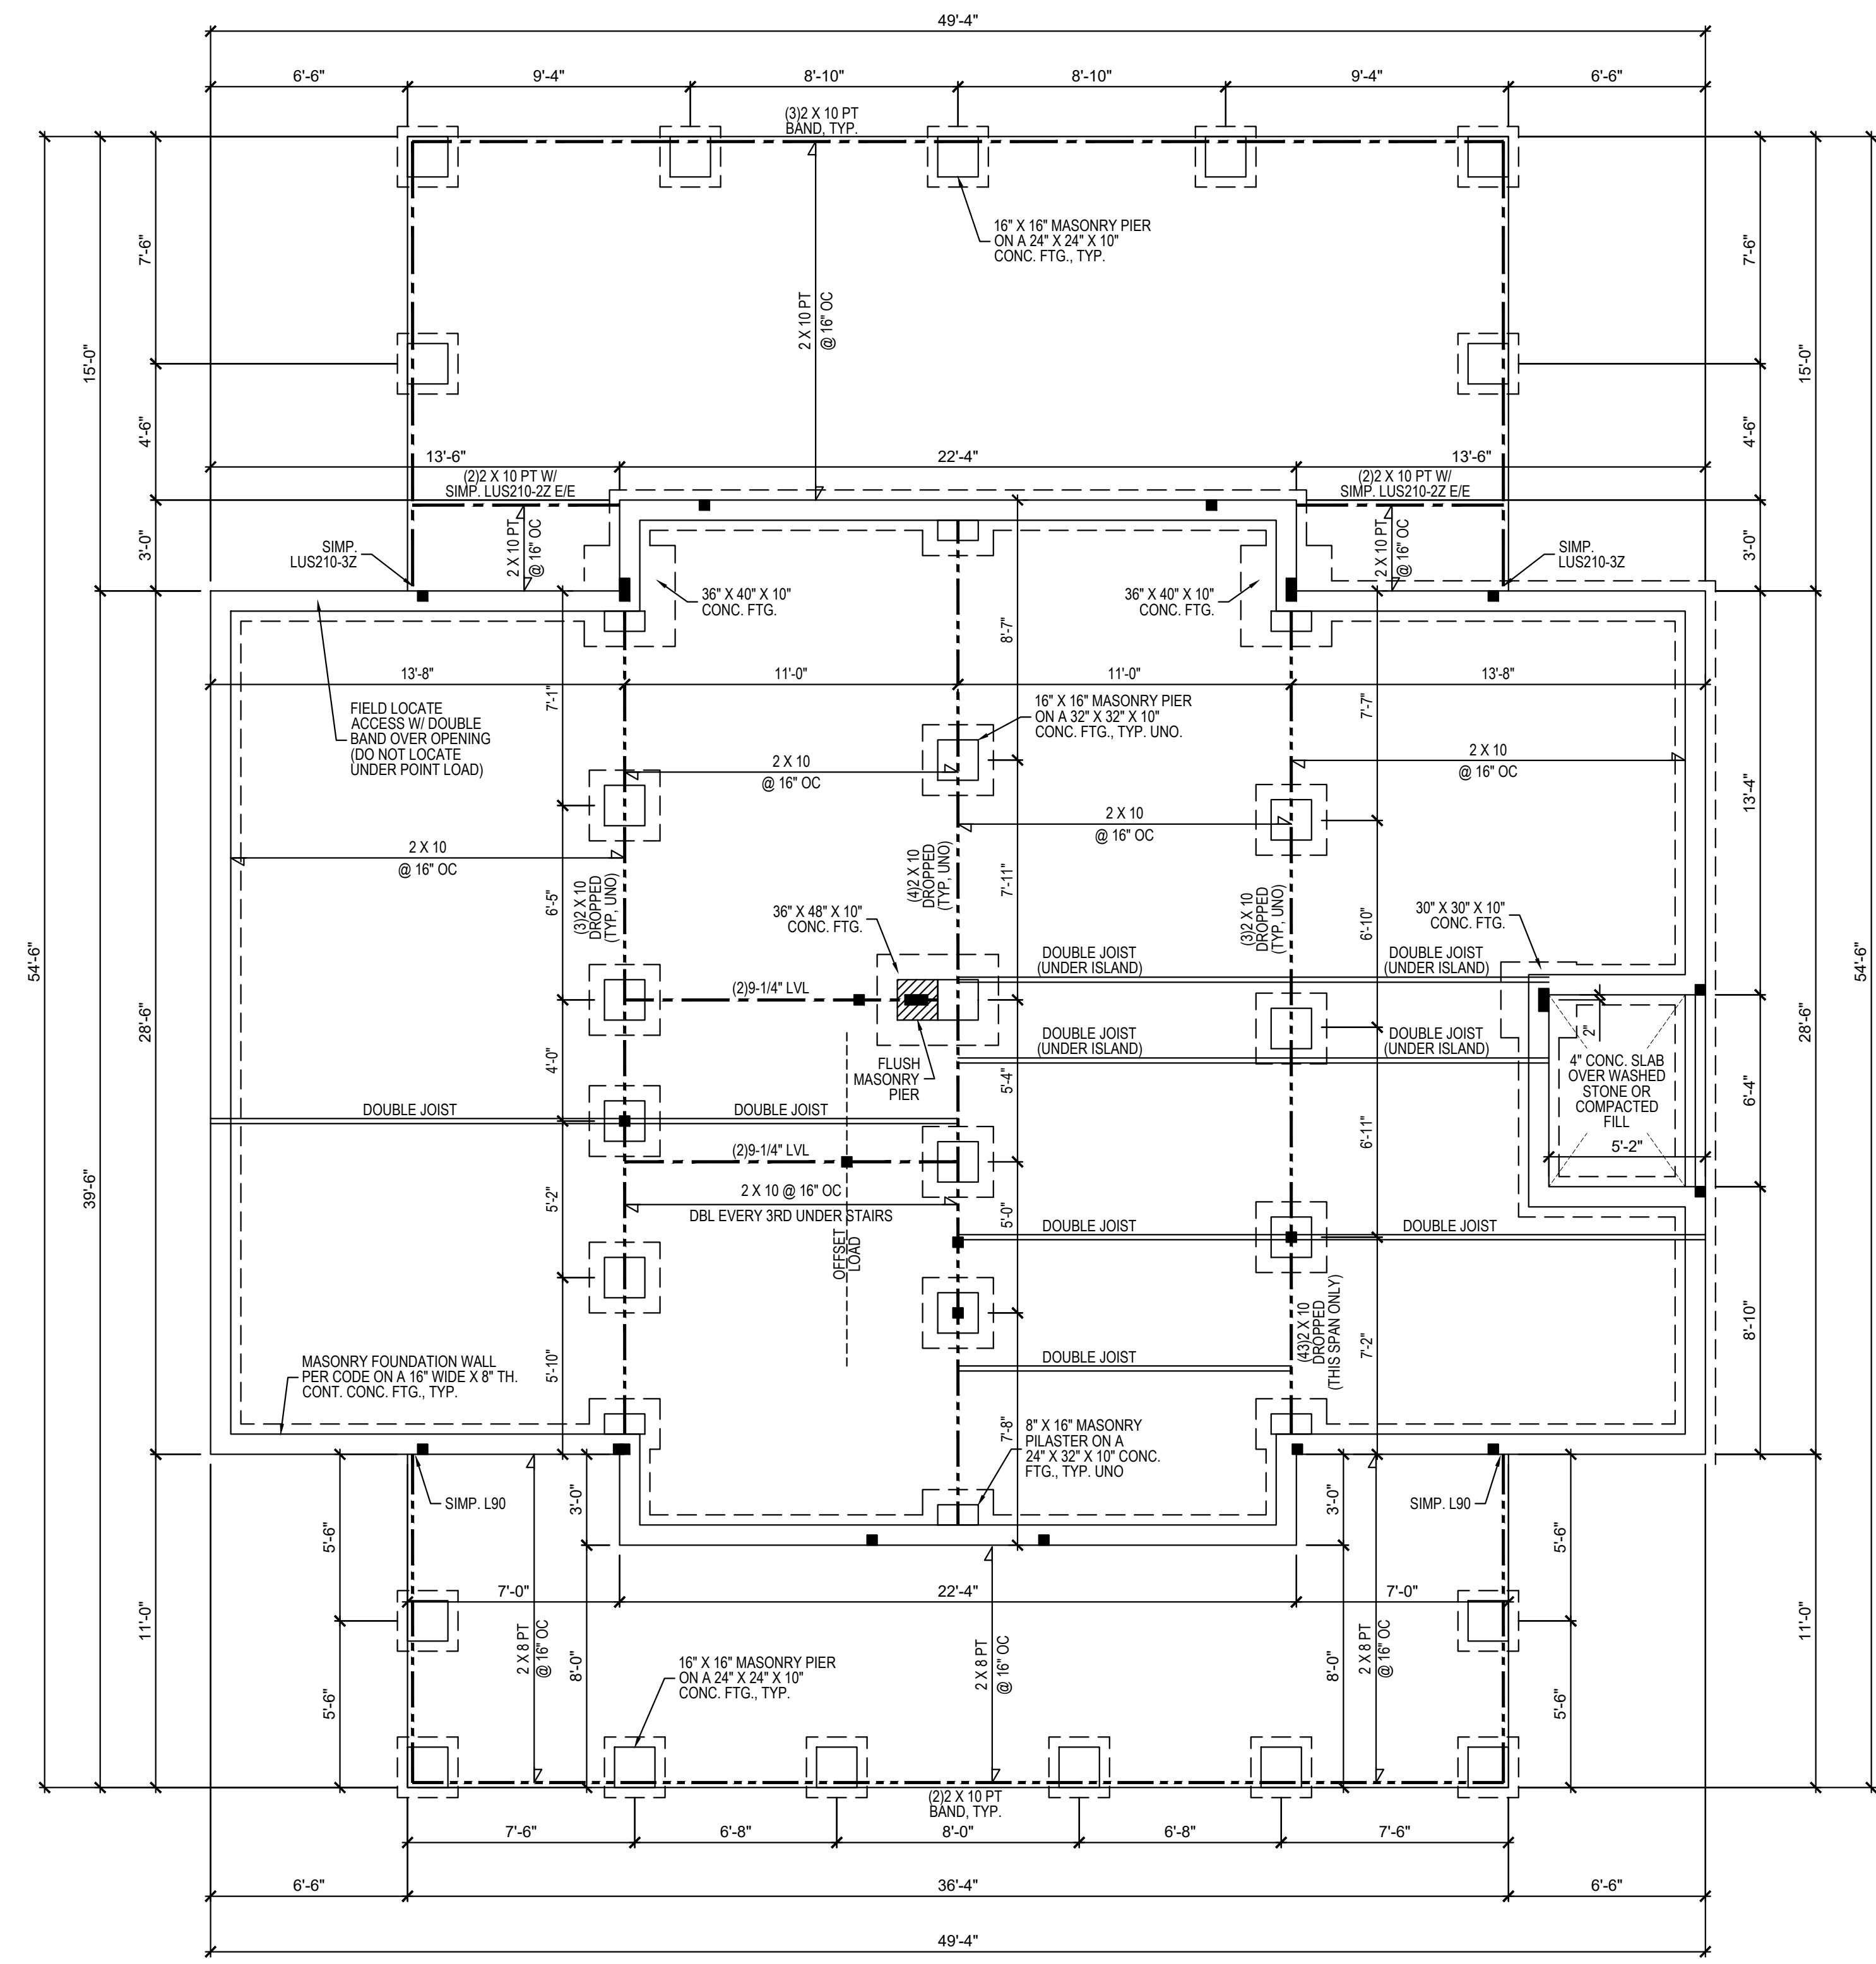 49'-4"
6'-6"
9'-4"
8'-10"
8'-10"
9'-4"
6'-6"
(3)2 X 10 PT
BAND, TYP.
16" X 16" MASONRY PIER
ON A 24" X 24" X 10"
CONC. FTG., TYP.
7'-6"
7'-6"
2 X 10 PT
@ 16" OC
15'-0"
15'-0"
4'-6"
4'-6"
13'-6"
22'-4"
13'-6"
(2)2 X 10 PT W/
SIMP. LUS210-2Z E/E
(2)2 X 10 PT W/
SIMP. LUS210-2Z E/E
3'-0"
SIMP.
LUS210-3Z
2 X 10 PT
@ 16" OC
2 X 10 PT
@ 16" OC
SIMP.
LUS210-3Z
3'-0"
36" X 40" X 10"
CONC. FTG.
36" X 40" X 10"
CONC. FTG.
8'-7"
13'-8"
11'-0"
11'-0"
13'-8"
7'-1"
7'-7"
FIELD LOCATE
ACCESS W/ DOUBLE
BAND OVER OPENING
(DO NOT LOCATE
UNDER POINT LOAD)
16" X 16" MASONRY PIER
ON A 32" X 32" X 10"
CONC. FTG., TYP. UNO.
2 X 10
@ 16" OC
2 X 10
@ 16" OC
13'-4"
2 X 10
@ 16" OC
2 X 10
@ 16" OC
(3)2 X 10
DROPPED
(TYP, UNO)
6'-5"
(4)2 X 10
DROPPED
(TYP, UNO)
7'-11"
(3)2 X 10
DROPPED
(TYP, UNO)
6'-10"
36" X 48" X 10"
CONC. FTG.
30" X 30" X 10"
CONC. FTG.
54'-6"
54'-6"
DOUBLE JOIST
(UNDER ISLAND)
DOUBLE JOIST
(UNDER ISLAND)
(2)9-1/4" LVL
28'-6"
28'-6"
4'-0"
2"
DOUBLE JOIST
(UNDER ISLAND)
DOUBLE JOIST
(UNDER ISLAND)
FLUSH
MASONRY
PIER
5'-4"
4" CONC. SLAB
OVER WASHED
STONE OR
COMPACTED
FILL
6'-4"
DOUBLE JOIST
DOUBLE JOIST
6'-11"
5'-2"
(2)9-1/4" LVL
39'-6"
5'-2"
2 X 10 @ 16" OC
DBL EVERY 3RD UNDER STAIRS
5'-0"
DOUBLE JOIST
DOUBLE JOIST
OFFSET
LOAD
(43)2 X 10
DROPPED
(THIS SPAN ONLY)
8'-10"
7'-2"
MASONRY FOUNDATION WALL
PER CODE ON A 16" WIDE X 8" TH.
CONT. CONC. FTG., TYP.
5'-10"
DOUBLE JOIST
7'-8"
8" X 16" MASONRY
PILASTER ON A
24" X 32" X 10" CONC.
FTG., TYP. UNO
SIMP. L90
SIMP. L90
3'-0"
3'-0"
5'-6"
5'-6"
7'-0"
22'-4"
7'-0"
11'-0"
11'-0"
2 X 8 PT
@ 16" OC
8'-0"
16" X 16" MASONRY PIER
ON A 24" X 24" X 10"
CONC. FTG., TYP.
2 X 8 PT
@ 16" OC
8'-0"
2 X 8 PT
@ 16" OC
5'-6"
5'-6"
(2)2 X 10 PT
BAND, TYP.
7'-6"
6'-8"
8'-0"
6'-8"
7'-6"
6'-6"
36'-4"
6'-6"
49'-4"